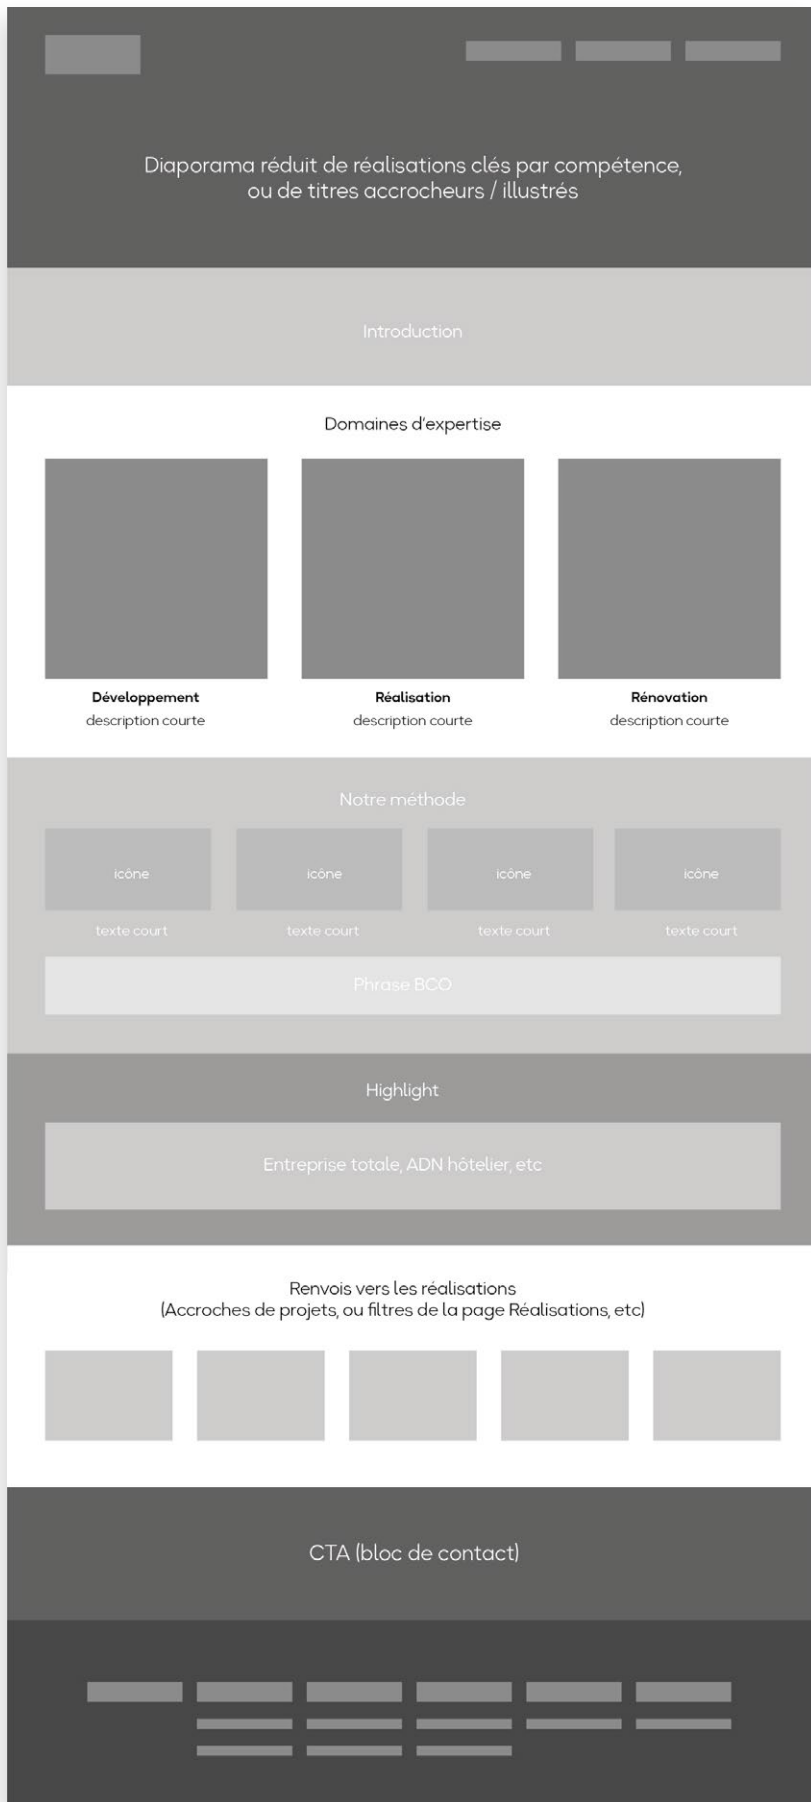 Diaporama réduit de réalisations clés par compétence,
ou de titres accrocheurs / illustrés
Introduction
Domaines d'expertise
Développement
description courte
Réalisation
description courte
Rénovation
description courte
Notre méthode
icône
icône
icône
icône
texte court
texte court
texte court
texte court
Phrase BCO
Highlight
Entreprise totale, ADN hôtelier, etc
Renvois vers les réalisations
(Accroches de projets, ou filtres de la page Réalisations, etc)
CTA (bloc de contact)